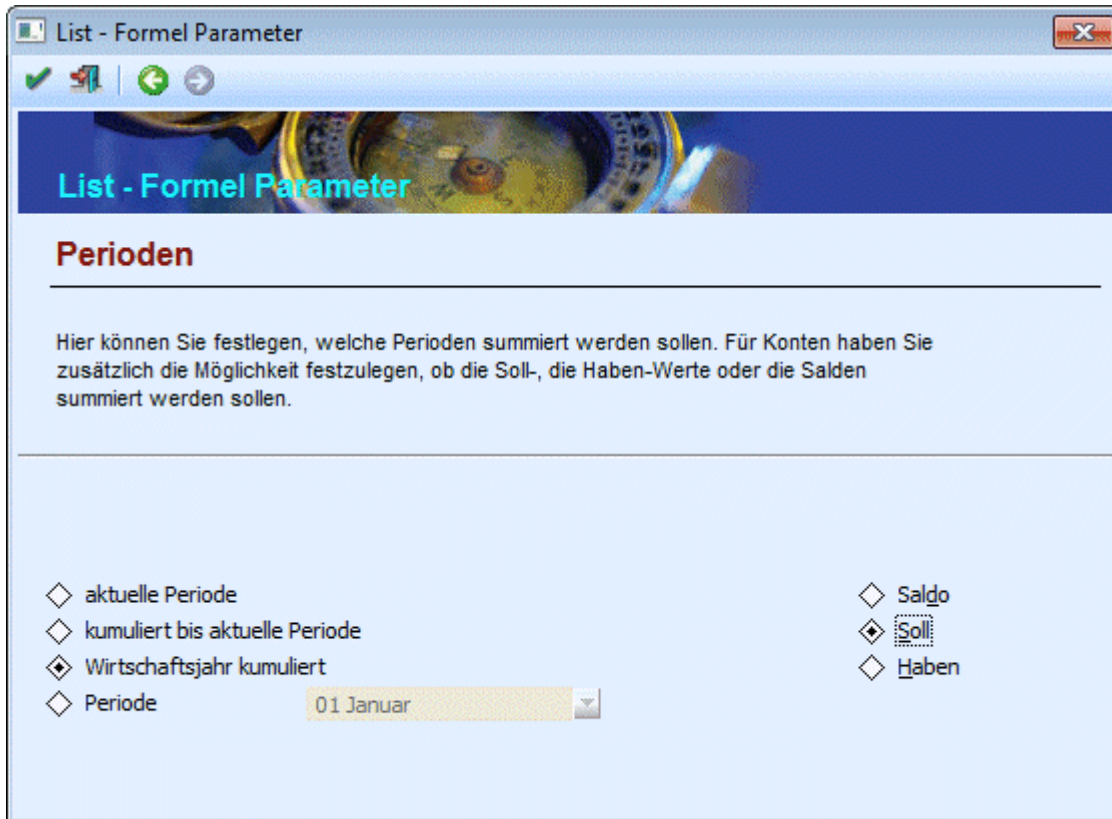 List - Formel Parameter
List - Formel Parameter
Perioden
Hier können Sie festlegen, welche Perioden summiert werden sollen. Für Konten haben Sie
zusätzlich die Möglichkeit festzulegen, ob die Soll-, die Haben-Werte oder die Salden
summiert werden sollen.
aktuelle Periode
Saldo
kumuliert bis aktuelle Periode
Soll
Wirtschaftsjahr kumuliert
Haben
Periode 01 Januar